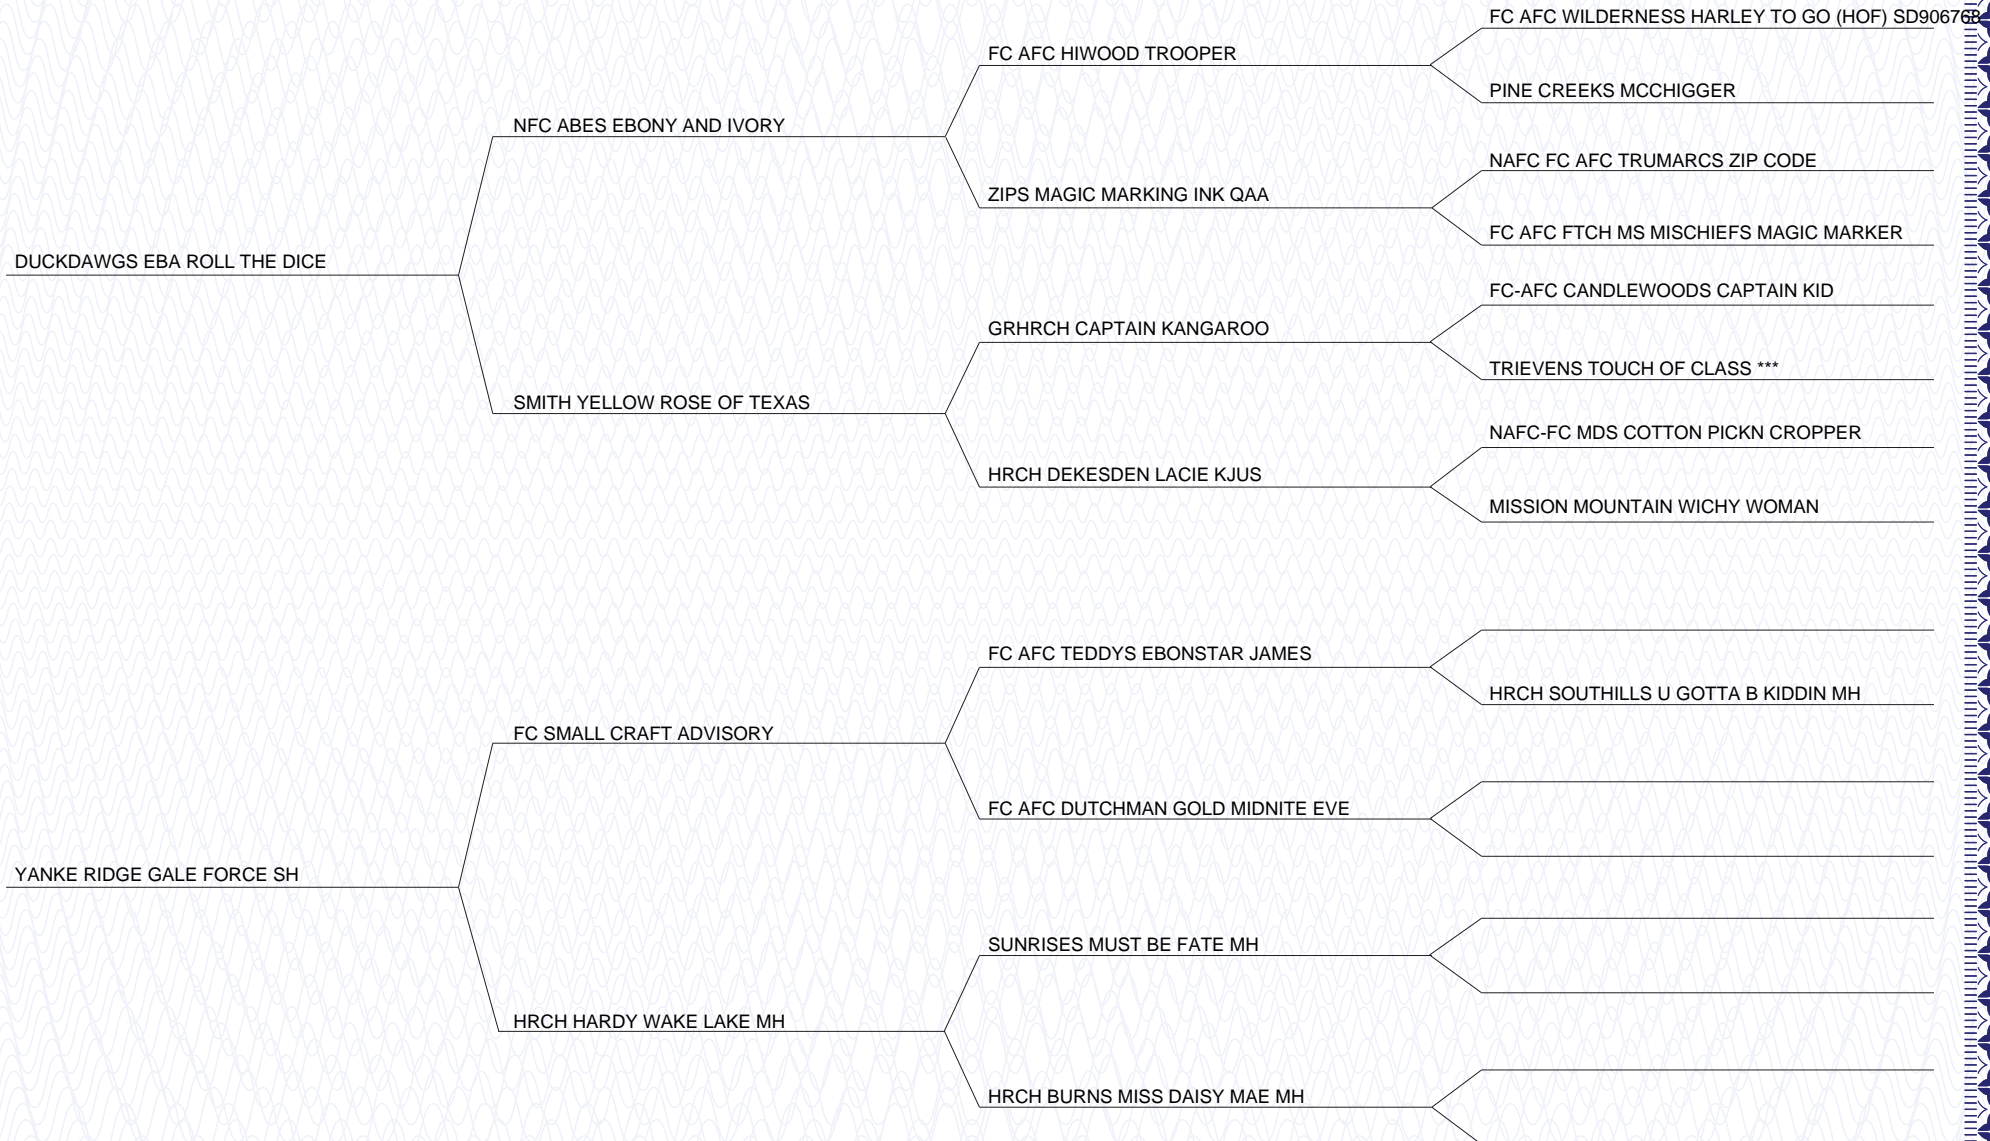 FC AFC WILDERNESS HARLEY TO GO (HOF) SD906768
FC AFC HIWOOD TROOPER
PINE CREEKS MCCHIGGER
NFC ABES EBONY AND IVORY
NAFC FC AFC TRUMARCS ZIP CODE
ZIPS MAGIC MARKING INK QAA
FC AFC FTCH MS MISCHIEFS MAGIC MARKER
DUCKDAWGS EBA ROLL THE DICE
FC-AFC CANDLEWOODS CAPTAIN KID
GRHRCH CAPTAIN KANGAROO
TRIEVENS TOUCH OF CLASS ***
SMITH YELLOW ROSE OF TEXAS
NAFC-FC MDS COTTON PICKN CROPPER
HRCH DEKESDEN LACIE KJUS
MISSION MOUNTAIN WICHY WOMAN
FC AFC TEDDYS EBONSTAR JAMES
HRCH SOUTHILLS U GOTTA B KIDDIN MH
FC SMALL CRAFT ADVISORY
FC AFC DUTCHMAN GOLD MIDNITE EVE
YANKE RIDGE GALE FORCE SH
SUNRISES MUST BE FATE MH
HRCH HARDY WAKE LAKE MH
HRCH BURNS MISS DAISY MAE MH